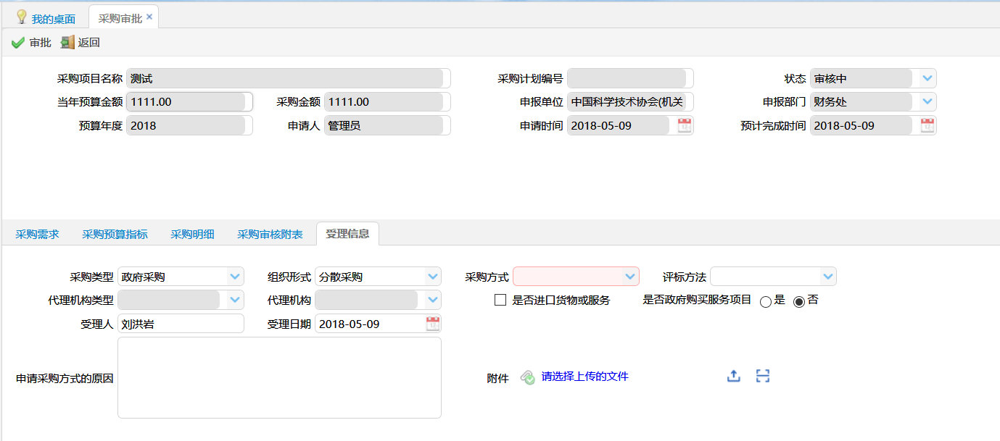 我的桌面 采购审批 ×
审批 返回
采购项目名称 测试 采购计划编号 状态 审核中
当年预算金额 1111.00 采购金额 1111.00 申报单位 中国科学技术协会(机关 申报部门 财务处
预算年度 2018 申请人 管理员 申请时间 2018-05-09 预计完成时间 2018-05-09
采购需求 采购预算指标 采购明细 采购审核附表 受理信息
采购类型 政府采购 组织形式 分散采购 采购方式 评标方法
代理机构类型 代理机构 是否进口货物或服务 是否政府购买服务项目 是 否
受理人 刘洪岩 受理日期 2018-05-09
申请采购方式的原因 附件 请选择上传的文件